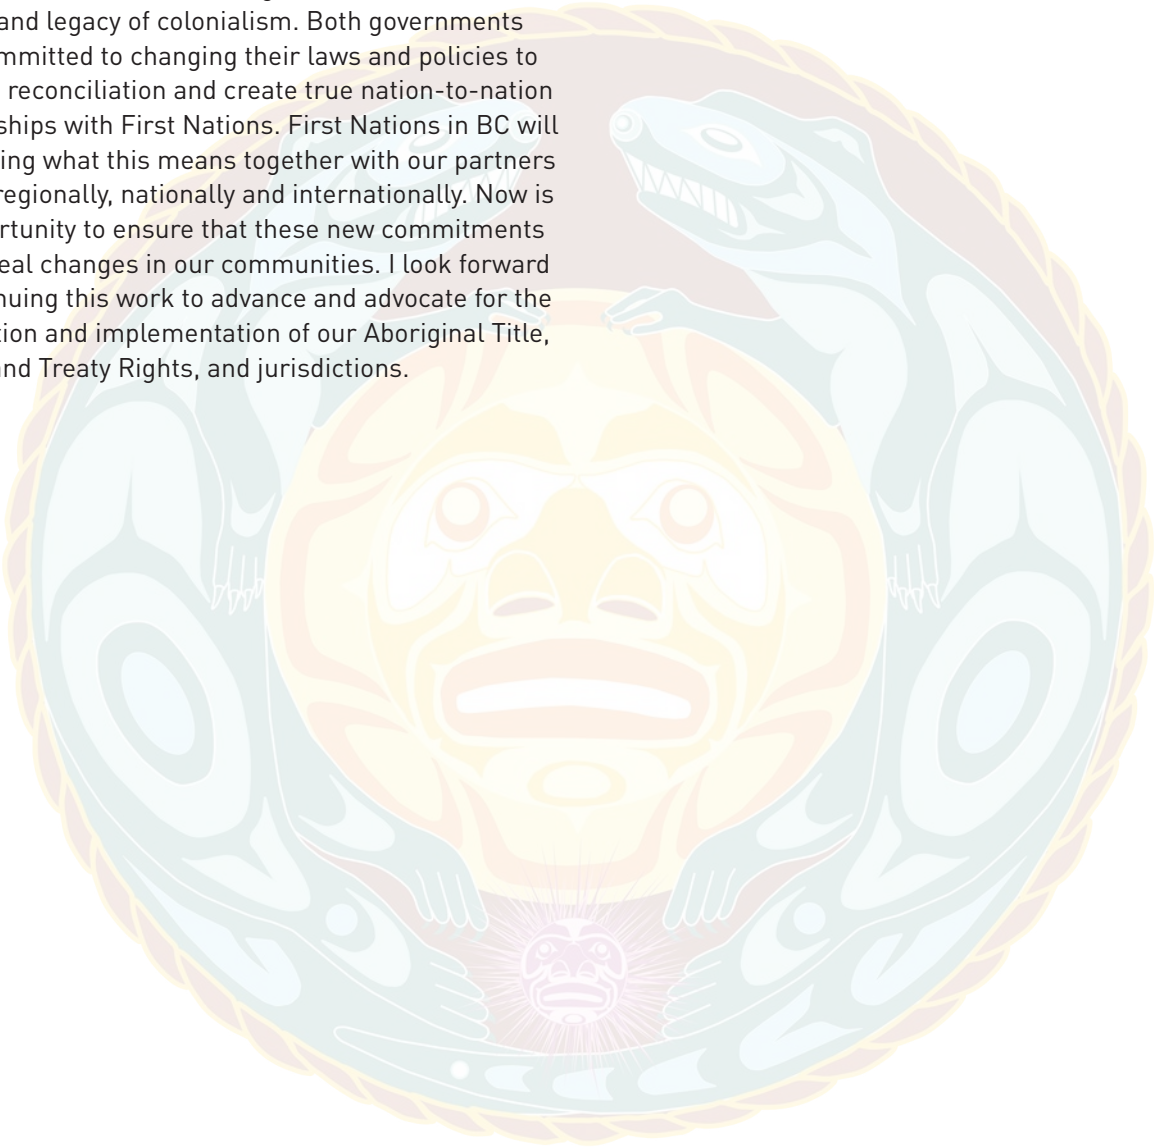 and legacy of colonialism. Both governments
mmitted to changing their laws and policies to
reconciliation and create true nation-to-nation
ships with First Nations. First Nations in BC will
ing what this means together with our partners
regionally, nationally and internationally. Now is
rtunity to ensure that these new commitments
eal changes in our communities. I look forward
nuing this work to advance and advocate for the
tion and implementation of our Aboriginal Title,
and Treaty Rights, and jurisdictions.